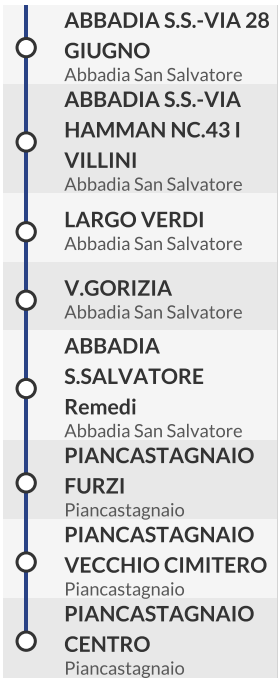 ABBADIA S.S.-VIA 28
GIUGNO
Abbadia San Salvatore
ABBADIA S.S.-VIA
HAMMAN NC.43 I
VILLINI
Abbadia San Salvatore
LARGO VERDI
Abbadia San Salvatore
V.GORIZIA
Abbadia San Salvatore
ABBADIA
S.SALVATORE
Remedi
Abbadia San Salvatore
PIANCASTAGNAIO
FURZI
Piancastagnaio
PIANCASTAGNAIO
VECCHIO CIMITERO
Piancastagnaio
PIANCASTAGNAIO
CENTRO
Piancastagnaio